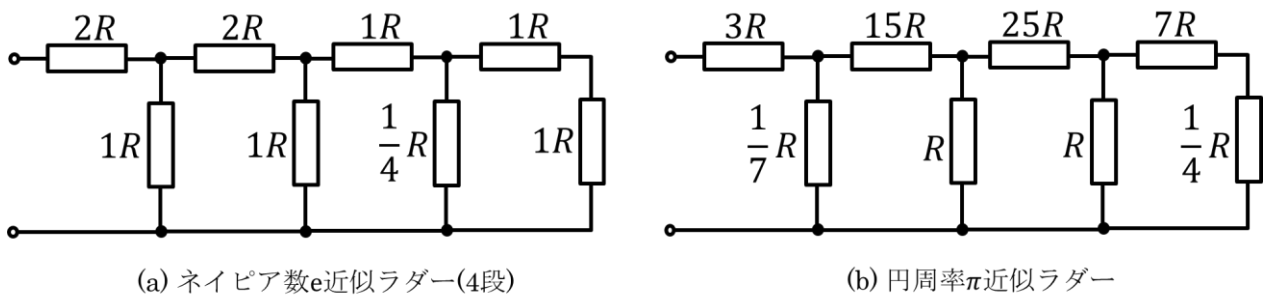 2R 2R 1R 1R
1R 1R 1/4 R 1R
(a) ネイピア数e近似ラダー(4段)
3R 15R 25R 7R
1/7 R R R 1/4 R
(b) 円周率π近似ラダー